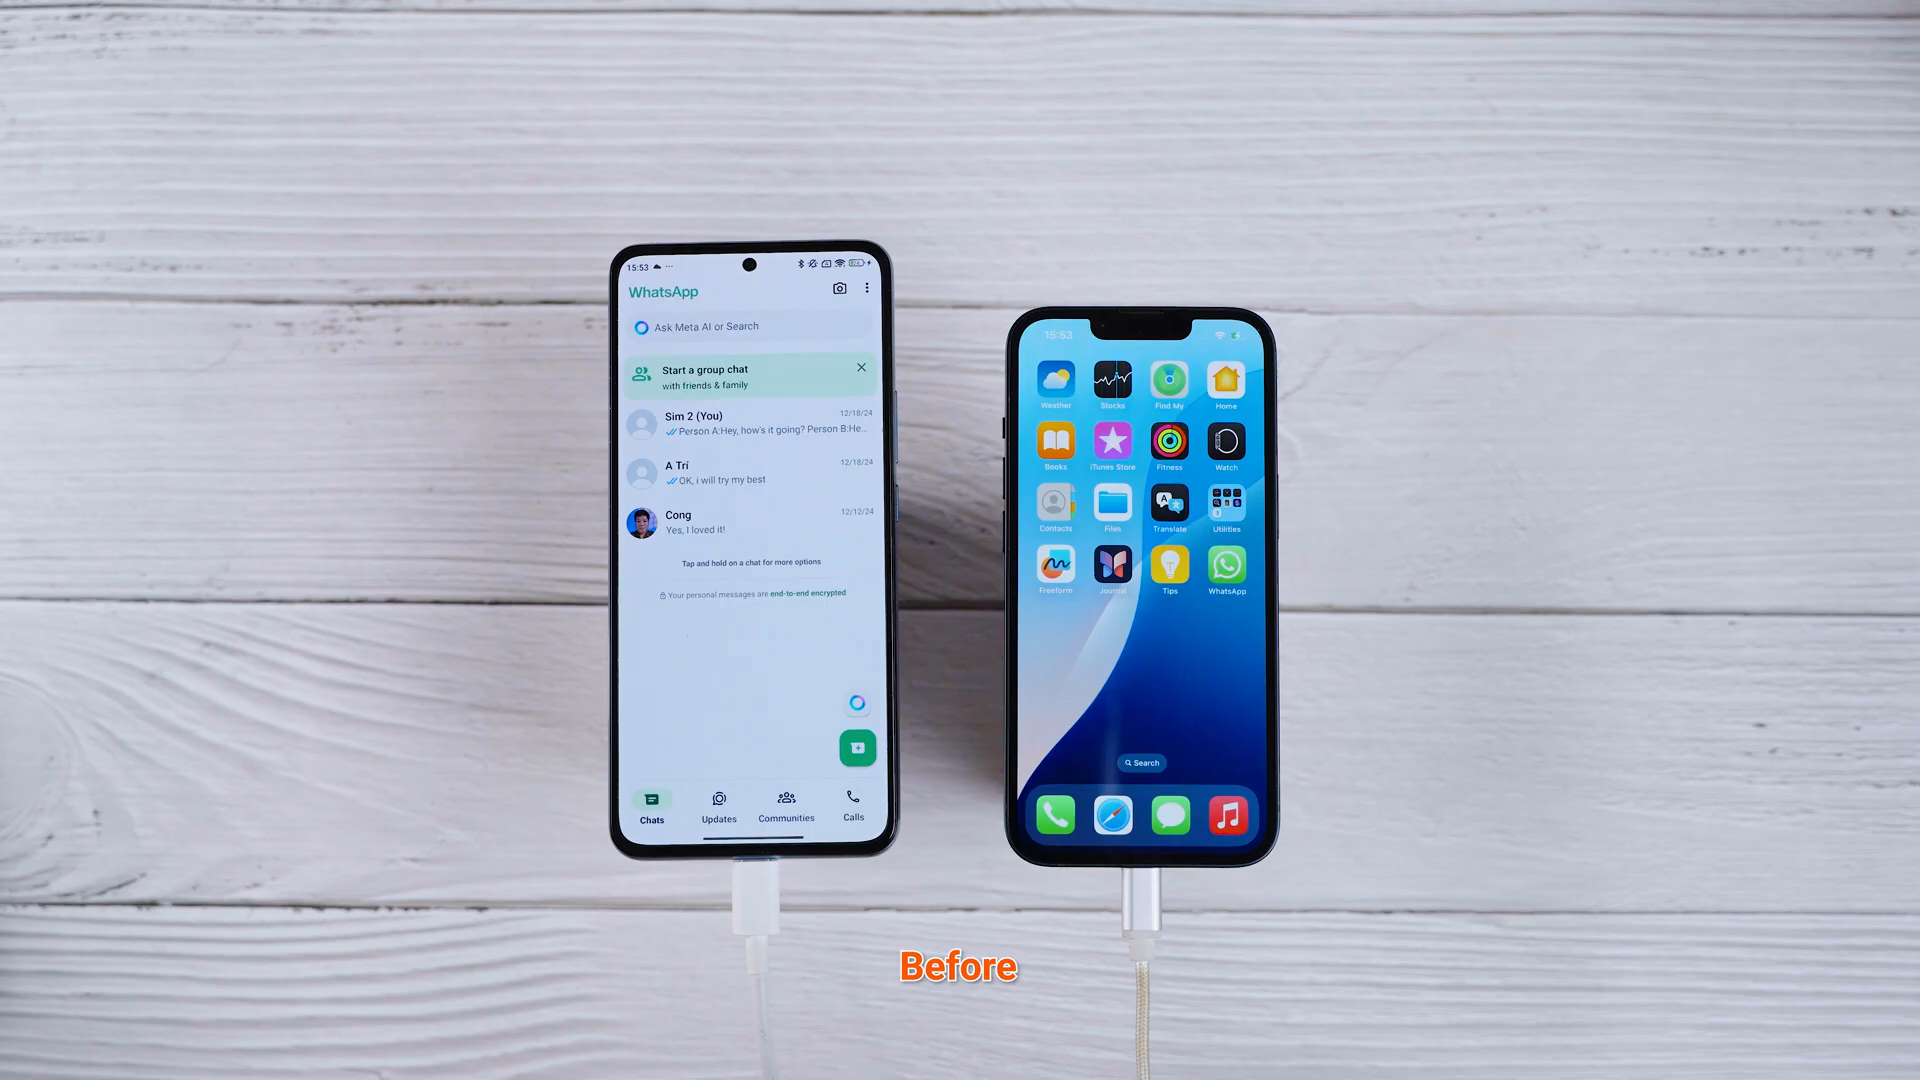 15:53
WhatsApp
Ask Meta AI or Search
Start a group chat
with friends & family
Sim 2 (You)
12/18/24
Person A:Hey, how's it going? Person B:He...
A Trí
12/18/24
OK, i will try my best
Cong
12/12/24
Yes, I loved it!
Tap and hold on a chat for more options
Your personal messages are end-to-end encrypted
Chats
Updates
Communities
Calls
15:53
Weather
Stocks
Find My
Home
Books
iTunes Store
Fitness
Watch
Contacts
Files
Translate
Utilities
Freeform
Journal
Tips
WhatsApp
Search
Before